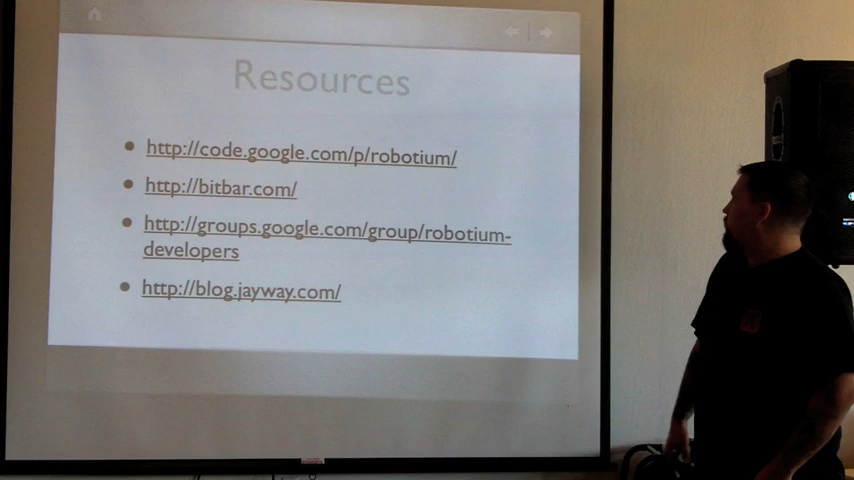 Resources
http://code.google.com/p/robotium/
http://bitbar.com/
http://groups.google.com/group/robotium-
developers
http://blog.jayway.com/